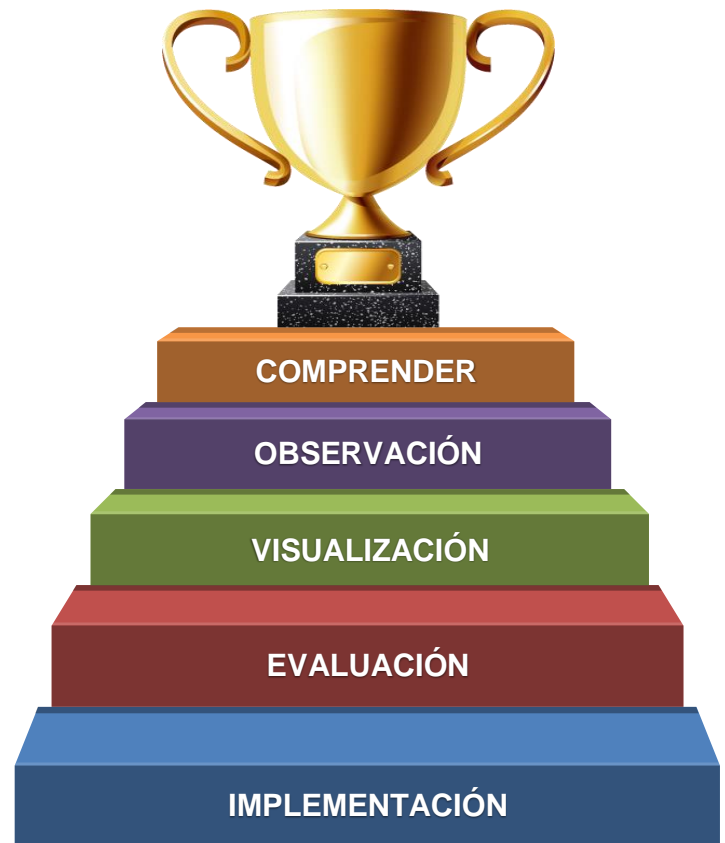 COMPRENDER
OBSERVACIÓN
VISUALIZACIÓN
EVALUACIÓN
IMPLEMENTACIÓN